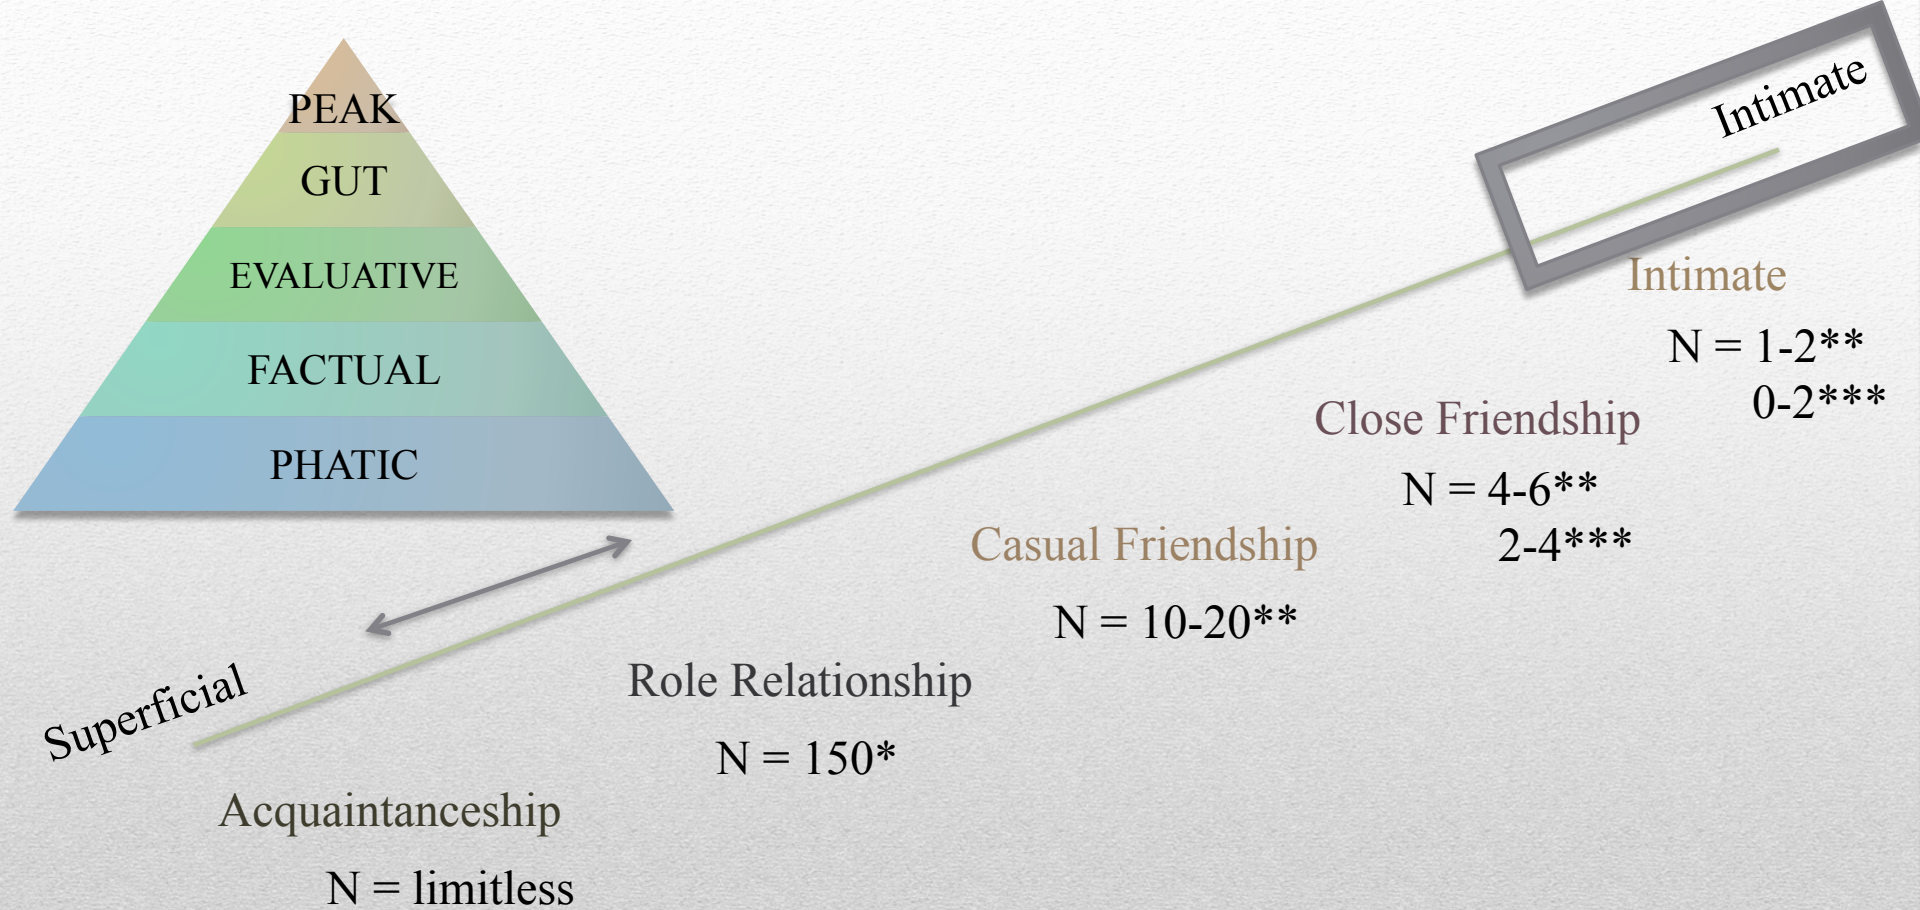 PEAK
GUT
EVALUATIVE
FACTUAL
PHATIC
Superficial
Intimate
Acquaintanceship
N = limitless
Role Relationship
N = 150*
Casual Friendship
N = 10-20**
Close Friendship
N = 4-6**
2-4***
Intimate
N = 1-2**
0-2***